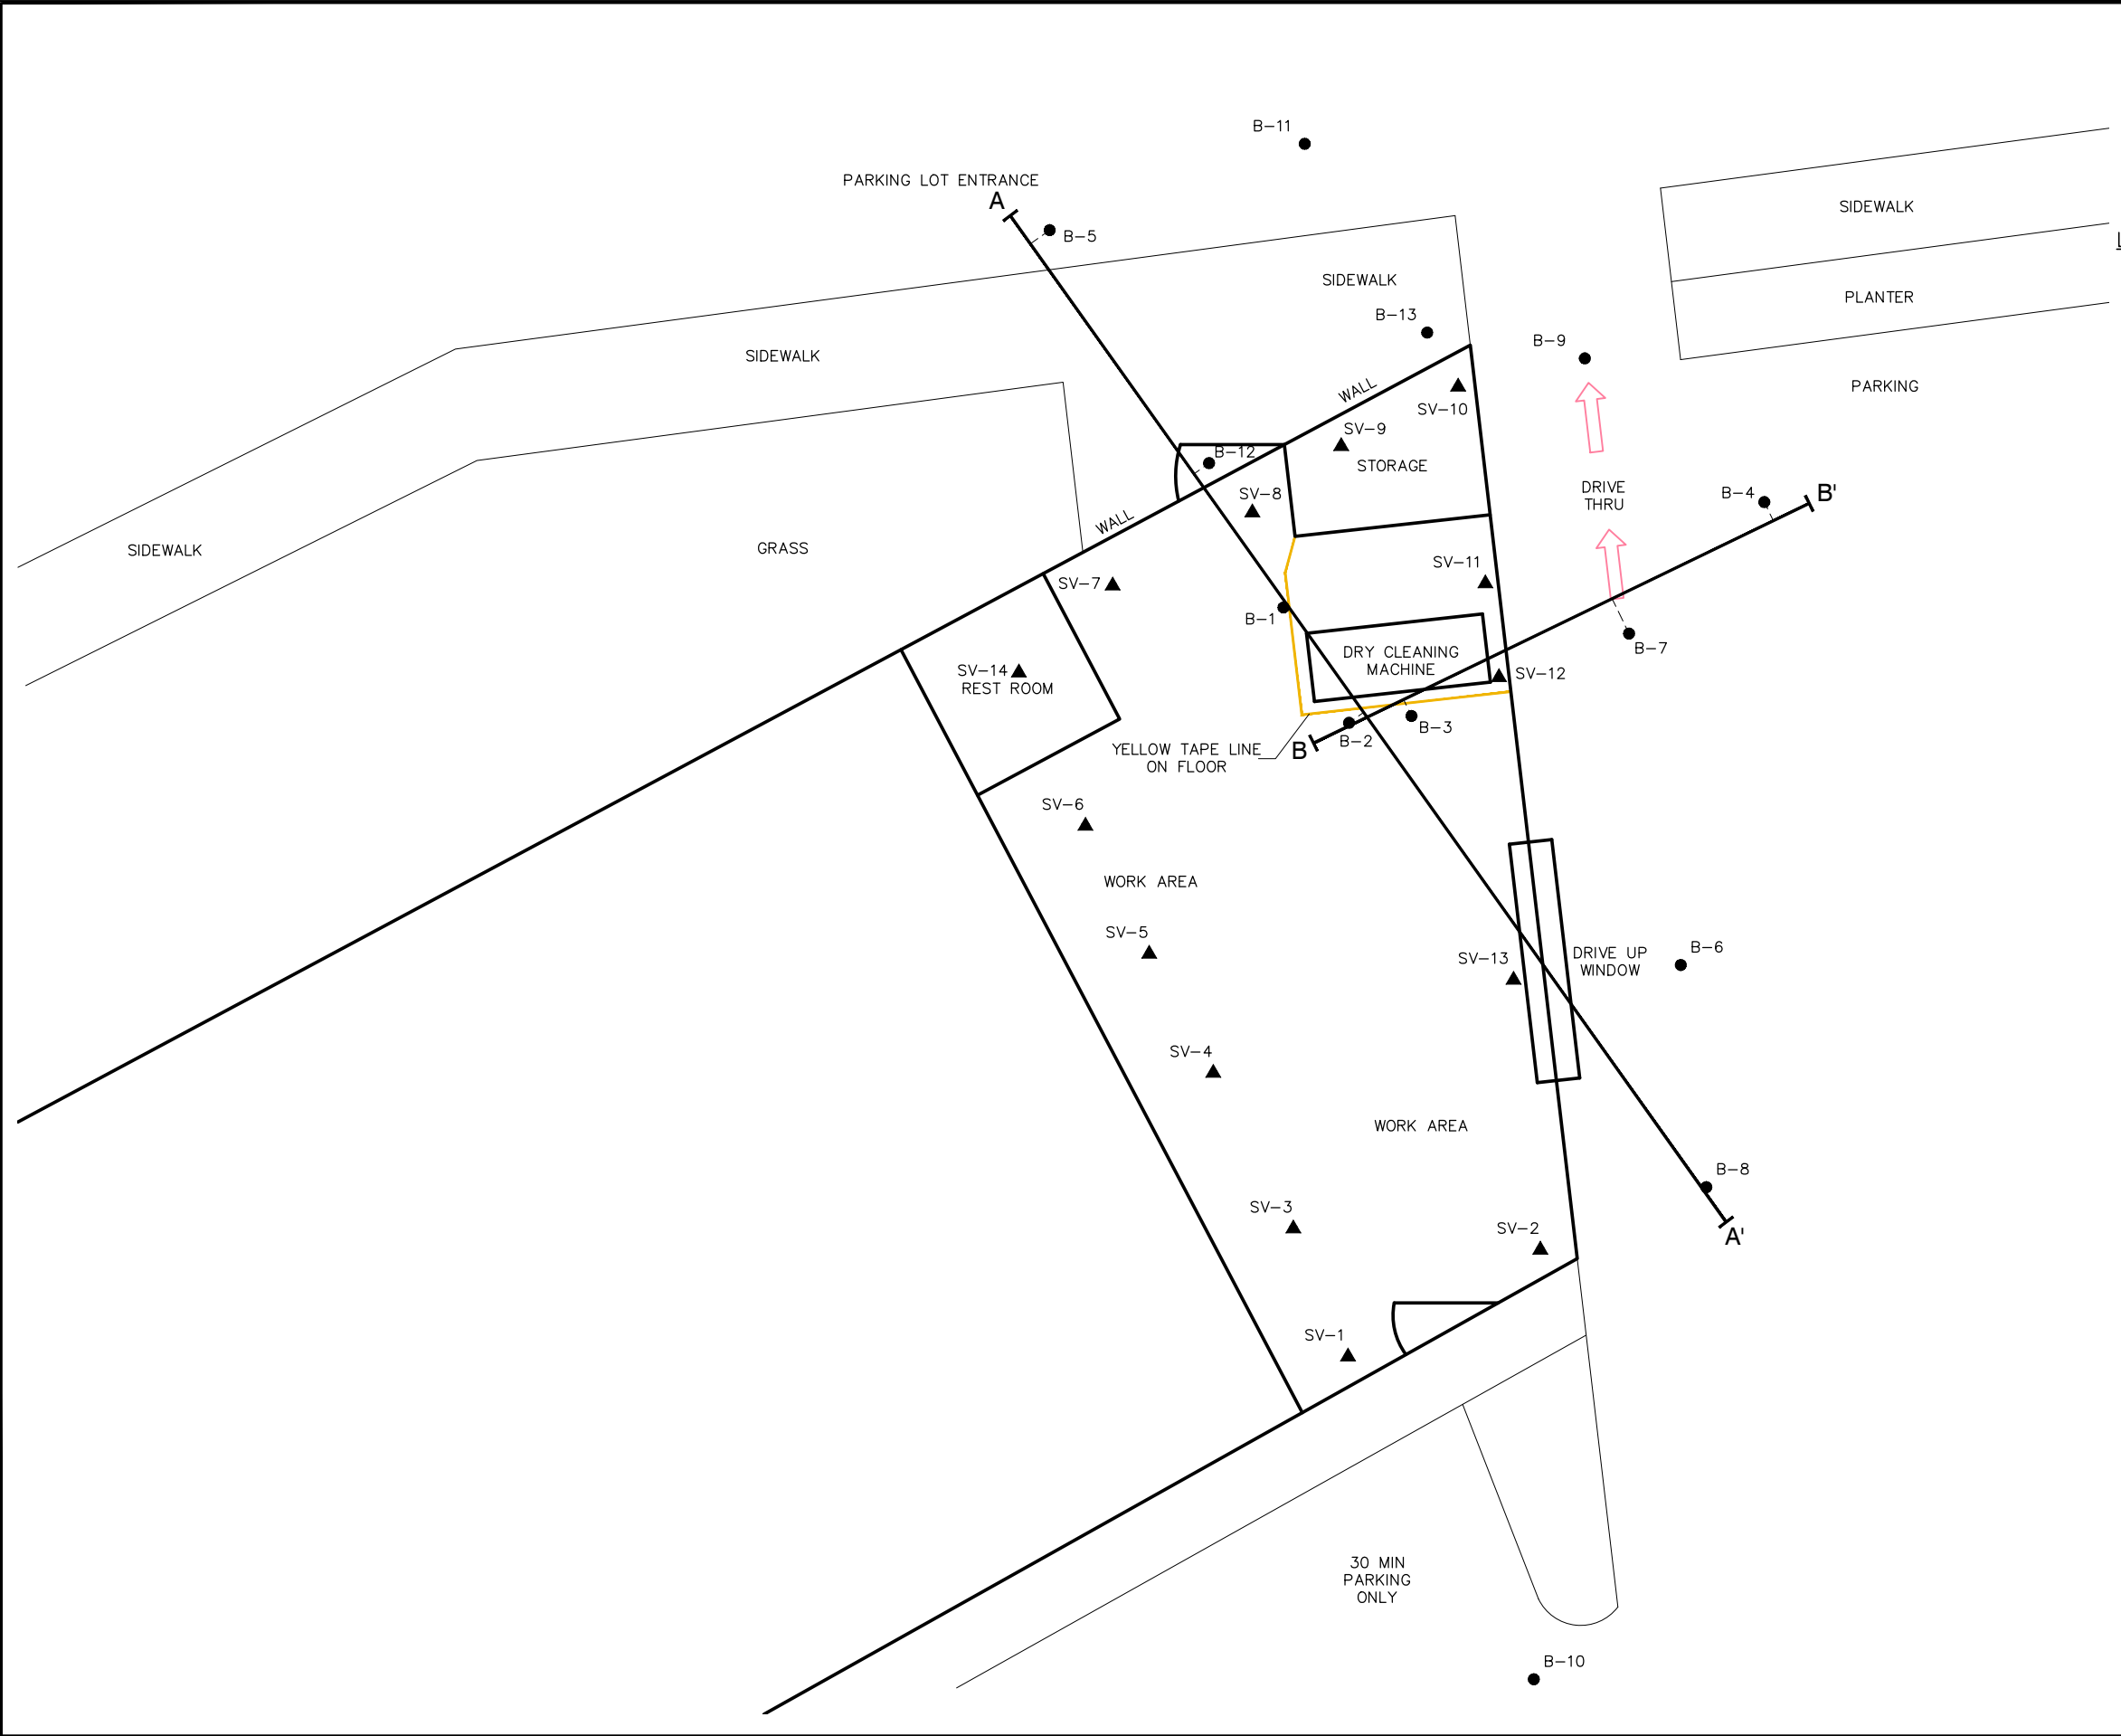 B-11
PARKING LOT ENTRANCE
A
B-5
SIDEWALK
SIDEWALK
B-13
SIDEWALK
PLANTER
B-9
SIDEWALK
PARKING
WALL
SV-10
SV-9
B-12
STORAGE
SV-8
DRIVE
THRU
B-4
B'
WALL
SIDEWALK
GRASS
SV-11
SV-7
B-1
DRY CLEANING
MACHINE
B-7
SV-14
REST ROOM
SV-12
B-3
B-2
B
YELLOW TAPE LINE
ON FLOOR
SV-6
WORK AREA
SV-5
SV-13
DRIVE UP
WINDOW
B-6
SV-4
WORK AREA
B-8
SV-3
SV-2
A'
SV-1
30 MIN
PARKING
ONLY
B-10